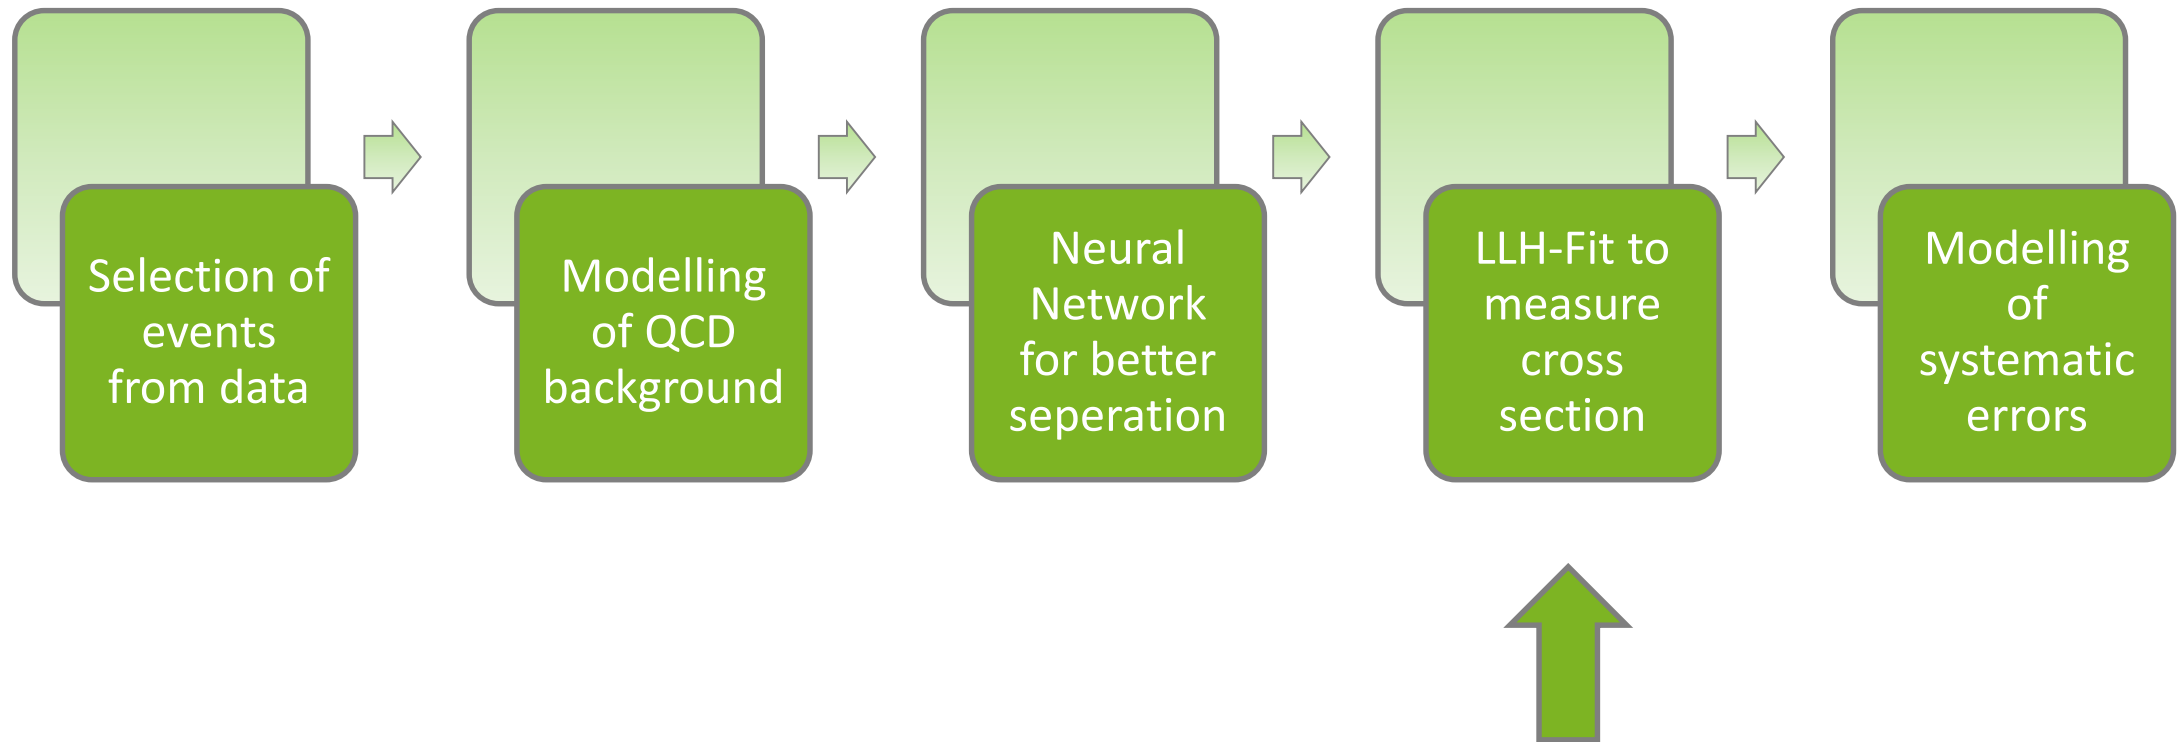 Selection of
events
from data
Modelling
of QCD
background
Neural
Network
for better
seperation
LLH-Fit to
measure
cross
section
Modelling
of
systematic
errors